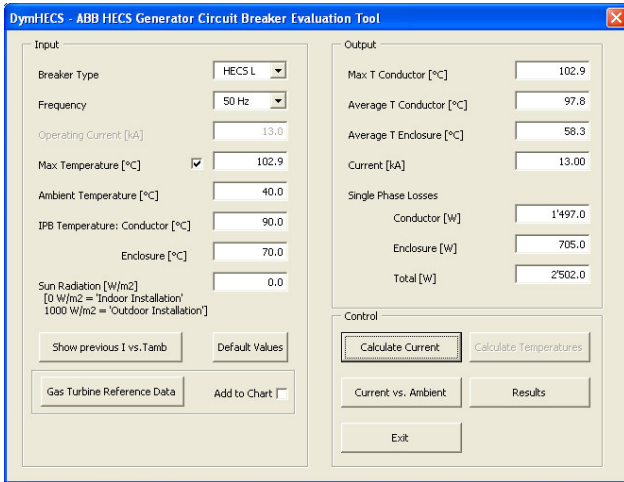 DymHECS - ABB HECS Generator Circuit Breaker Evaluation Tool
Input
Breaker Type HECS L
Frequency 50 Hz
Operating Current [kA] 13.0
Max Temperature [°C] 102.9
Ambient Temperature [°C] 40.0
IPB Temperature: Conductor [°C] 90.0
Enclosure [°C] 70.0
Sun Radiation [W/m2] 0.0
[0 W/m2 = 'Indoor Installation'
1000 W/m2 = 'Outdoor Installation']
Show previous I vs.Tamb Default Values
Gas Turbine Reference Data Add to Chart
Output
Max T Conductor [°C] 102.9
Average T Conductor [°C] 97.8
Average T Enclosure [°C] 58.3
Current [kA] 13.00
Single Phase Losses
Conductor [W] 1'497.0
Enclosure [W] 705.0
Total [W] 2'502.0
Control
Calculate Current Calculate Temperatures
Current vs. Ambient Results
Exit